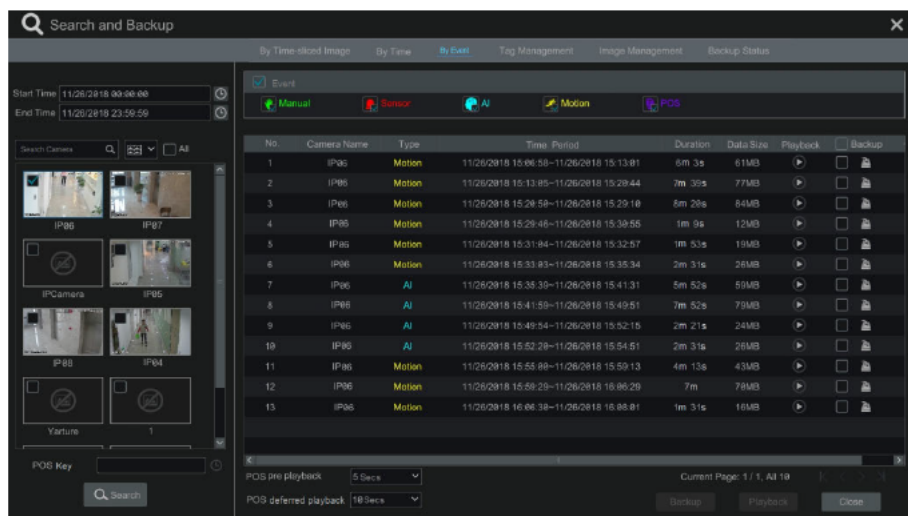 Search and Backup
By Time-sliced Image By Time By Event Tag Management Image Management Backup Status
Start Time 11/26/2018 00:00:00
End Time 11/26/2018 23:59:59
Search Camera All
IP06 IP07
IPCamera IP05
IP08 IP04
Yarture 1
POS Key
Search
Event
Manual Sensor AI Motion POS
No. Camera Name Type Time Period Duration Data Size Playback Backup
1 IP06 Motion 11/26/2018 15:06:58~11/26/2018 15:13:01 6m 3s 61MB
2 IP06 Motion 11/26/2018 15:13:05~11/26/2018 15:20:44 7m 39s 77MB
3 IP06 Motion 11/26/2018 15:20:50~11/26/2018 15:29:10 8m 20s 84MB
4 IP06 Motion 11/26/2018 15:29:46~11/26/2018 15:30:55 1m 9s 12MB
5 IP06 Motion 11/26/2018 15:31:04~11/26/2018 15:32:57 1m 53s 19MB
6 IP06 Motion 11/26/2018 15:33:03~11/26/2018 15:35:34 2m 31s 26MB
7 IP06 AI 11/26/2018 15:35:39~11/26/2018 15:41:31 5m 52s 59MB
8 IP06 AI 11/26/2018 15:41:59~11/26/2018 15:49:51 7m 52s 79MB
9 IP06 AI 11/26/2018 15:49:54~11/26/2018 15:52:15 2m 21s 24MB
10 IP06 AI 11/26/2018 15:52:20~11/26/2018 15:54:51 2m 31s 26MB
11 IP06 Motion 11/26/2018 15:55:00~11/26/2018 15:59:13 4m 13s 43MB
12 IP06 Motion 11/26/2018 15:59:29~11/26/2018 16:06:29 7m 70MB
13 IP06 Motion 11/26/2018 16:06:30~11/26/2018 16:08:01 1m 31s 16MB
POS pre playback 5 Secs
Current Page: 1 / 1, All 10
POS deferred playback 10 Secs
Backup Playback Close